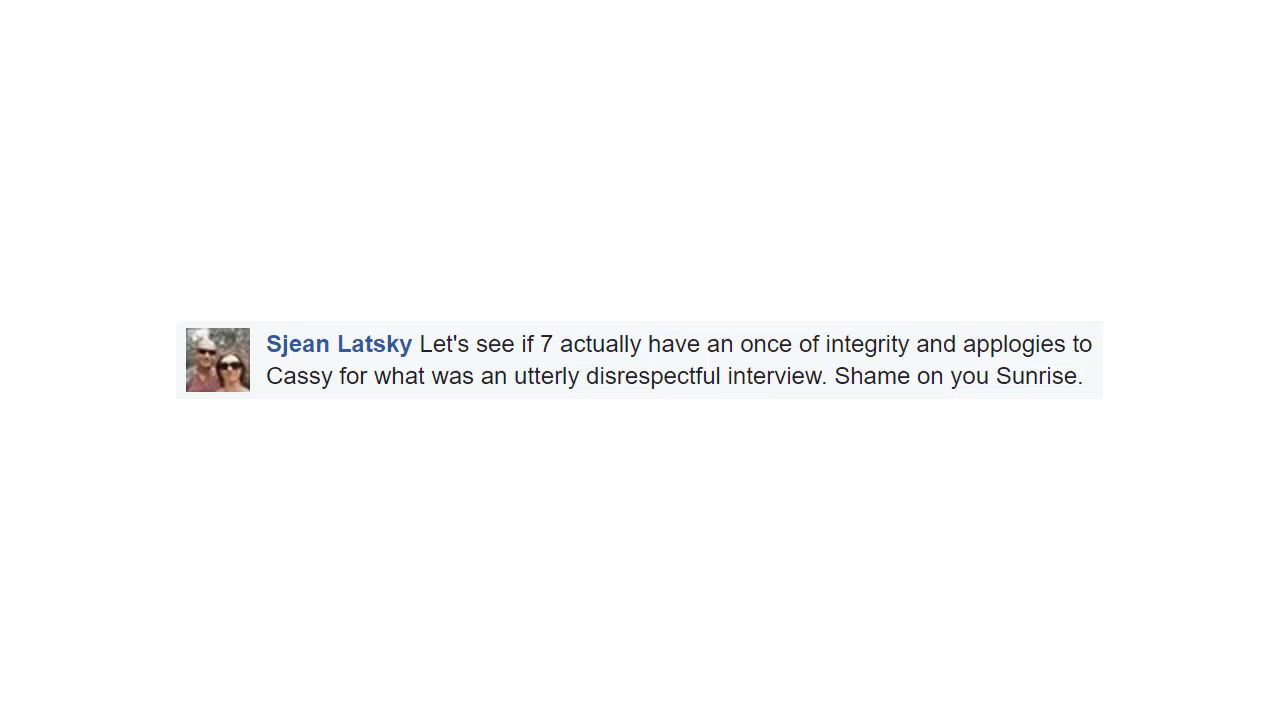 Sjean Latsky Let's see if 7 actually have an once of integrity and applogies to
Cassy for what was an utterly disrespectful interview. Shame on you Sunrise.